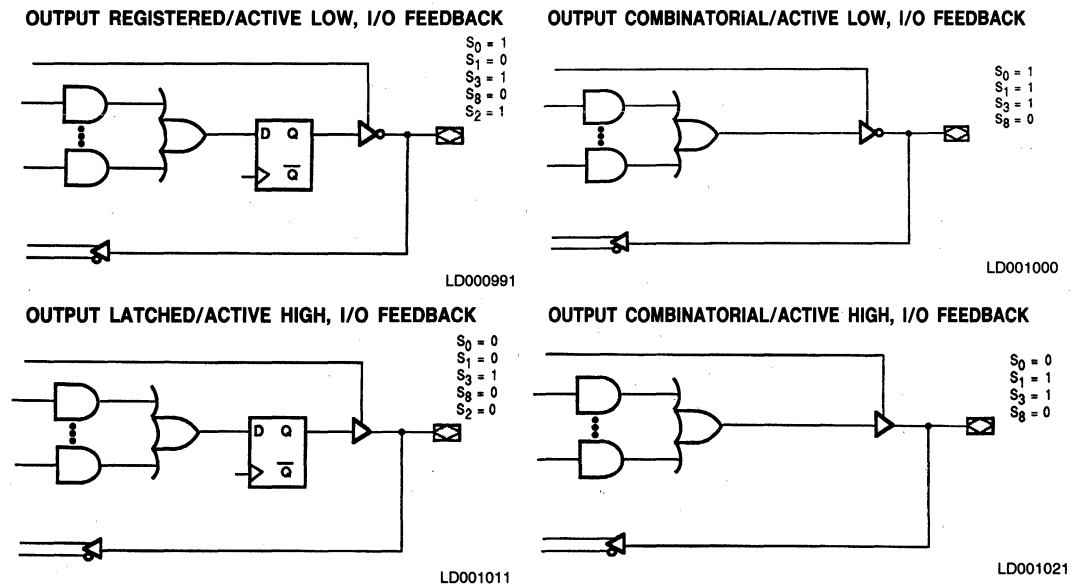 OUTPUT REGISTERED/ACTIVE LOW, I/O FEEDBACK
S0 = 1
S1 = 0
S3 = 1
S8 = 0
S2 = 1
D Q
Q̅
LD000991
OUTPUT COMBINATORIAL/ACTIVE LOW, I/O FEEDBACK
S0 = 1
S1 = 1
S3 = 1
S8 = 0
LD001000
OUTPUT LATCHED/ACTIVE HIGH, I/O FEEDBACK
S0 = 0
S1 = 0
S3 = 1
S8 = 0
S2 = 0
D Q
Q̅
LD001011
OUTPUT COMBINATORIAL/ACTIVE HIGH, I/O FEEDBACK
S0 = 0
S1 = 1
S3 = 1
S8 = 0
LD001021